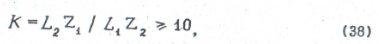 K = L₂Z₁ / L₁Z₂ ⩾ 10, (38)